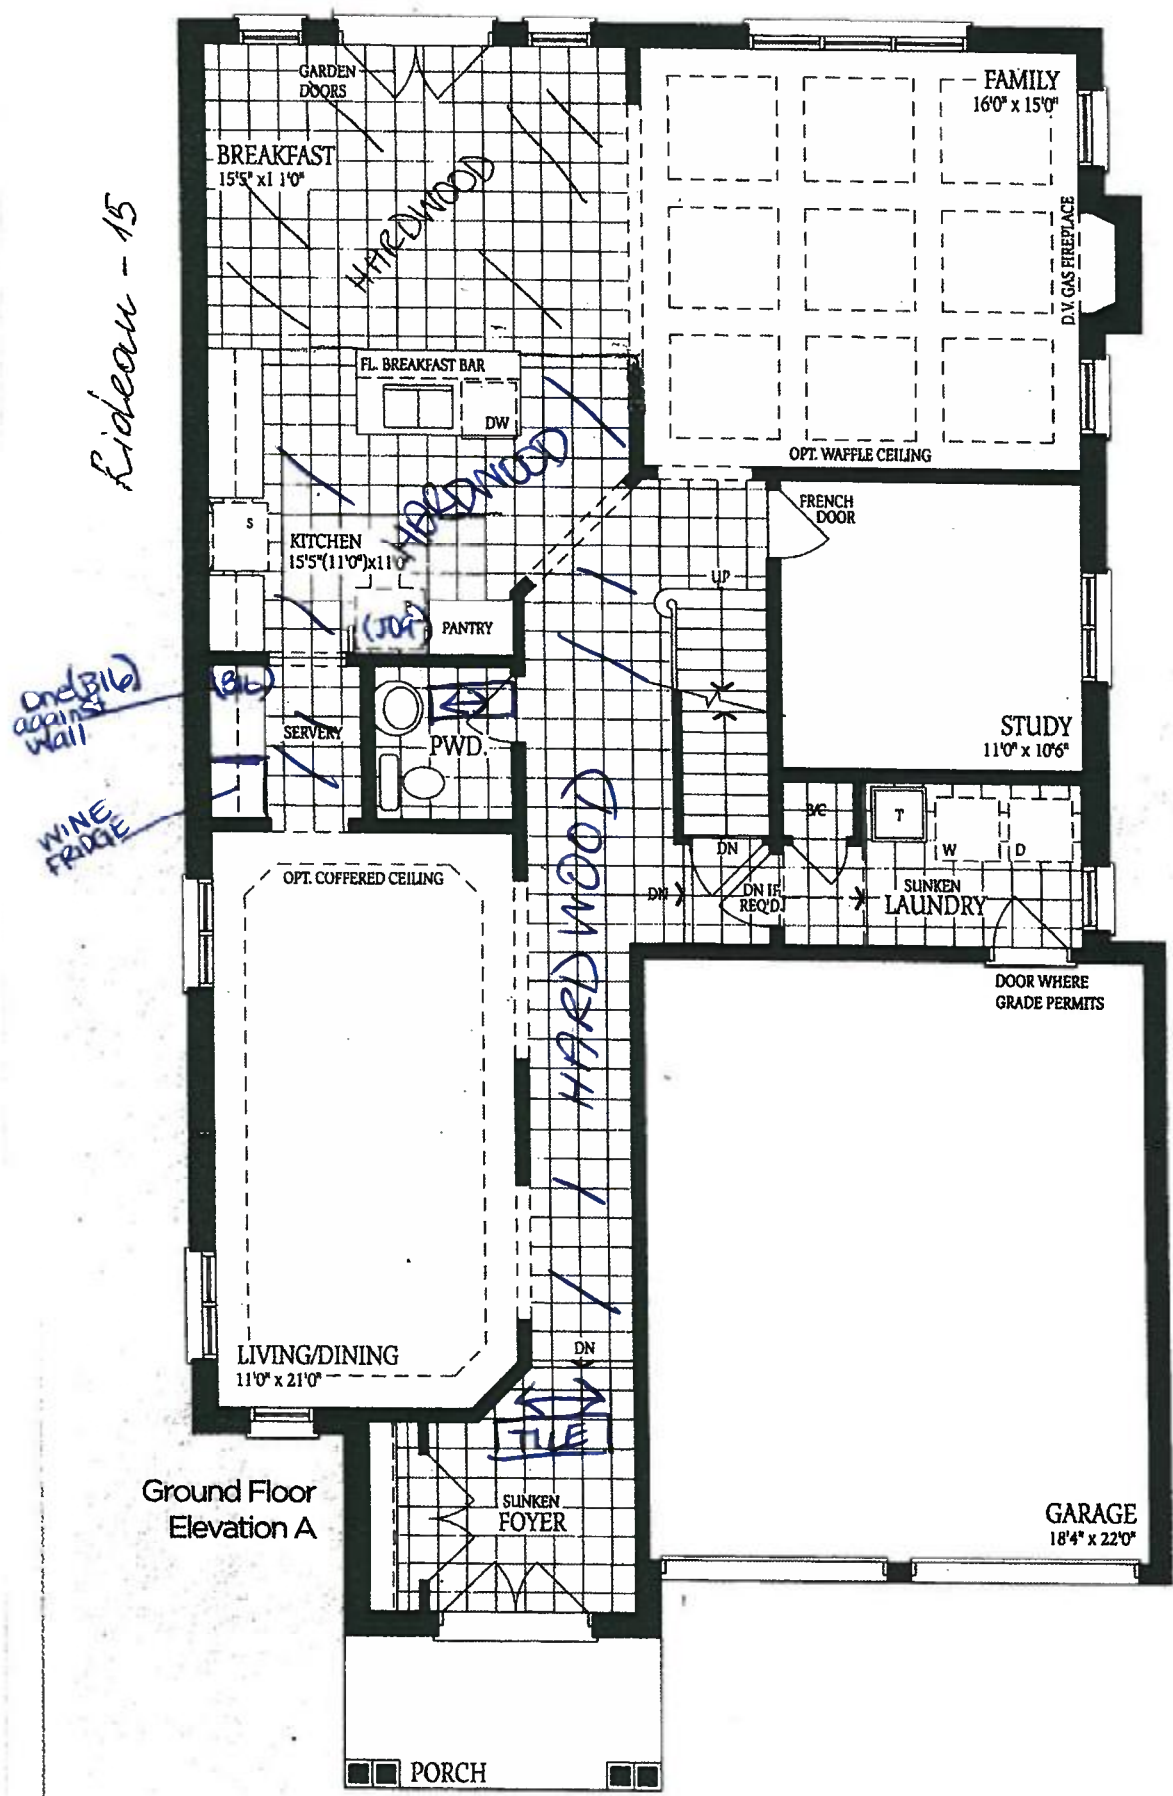 GARDEN
DOORS
FAMILY
16'0" x 15'0"
BREAKFAST
15'5" x1 1'0"
HARDWOOD
D.V. GAS FIREPLACE
Rideau - 15
FL. BREAKFAST BAR
DW
OPT. WAFFLE CEILING
HARDWOOD
S
FRENCH
DOOR
KITCHEN
15'5"(11'0")x11'0
UP
PANTRY
One (B16)
against
wall
(B16)
SERVERY
PWD.
STUDY
11'0" x 10'6"
WINE
FRIDGE
T
W
D
HARDWOOD
DN
DN
DN IF
REQ'D.
SUNKEN
LAUNDRY
OPT. COFFERED CEILING
DOOR WHERE
GRADE PERMITS
LIVING/DINING
11'0" x 21'0"
DN
TILE
Ground Floor
Elevation A
SUNKEN
FOYER
GARAGE
18'4" x 22'0"
PORCH